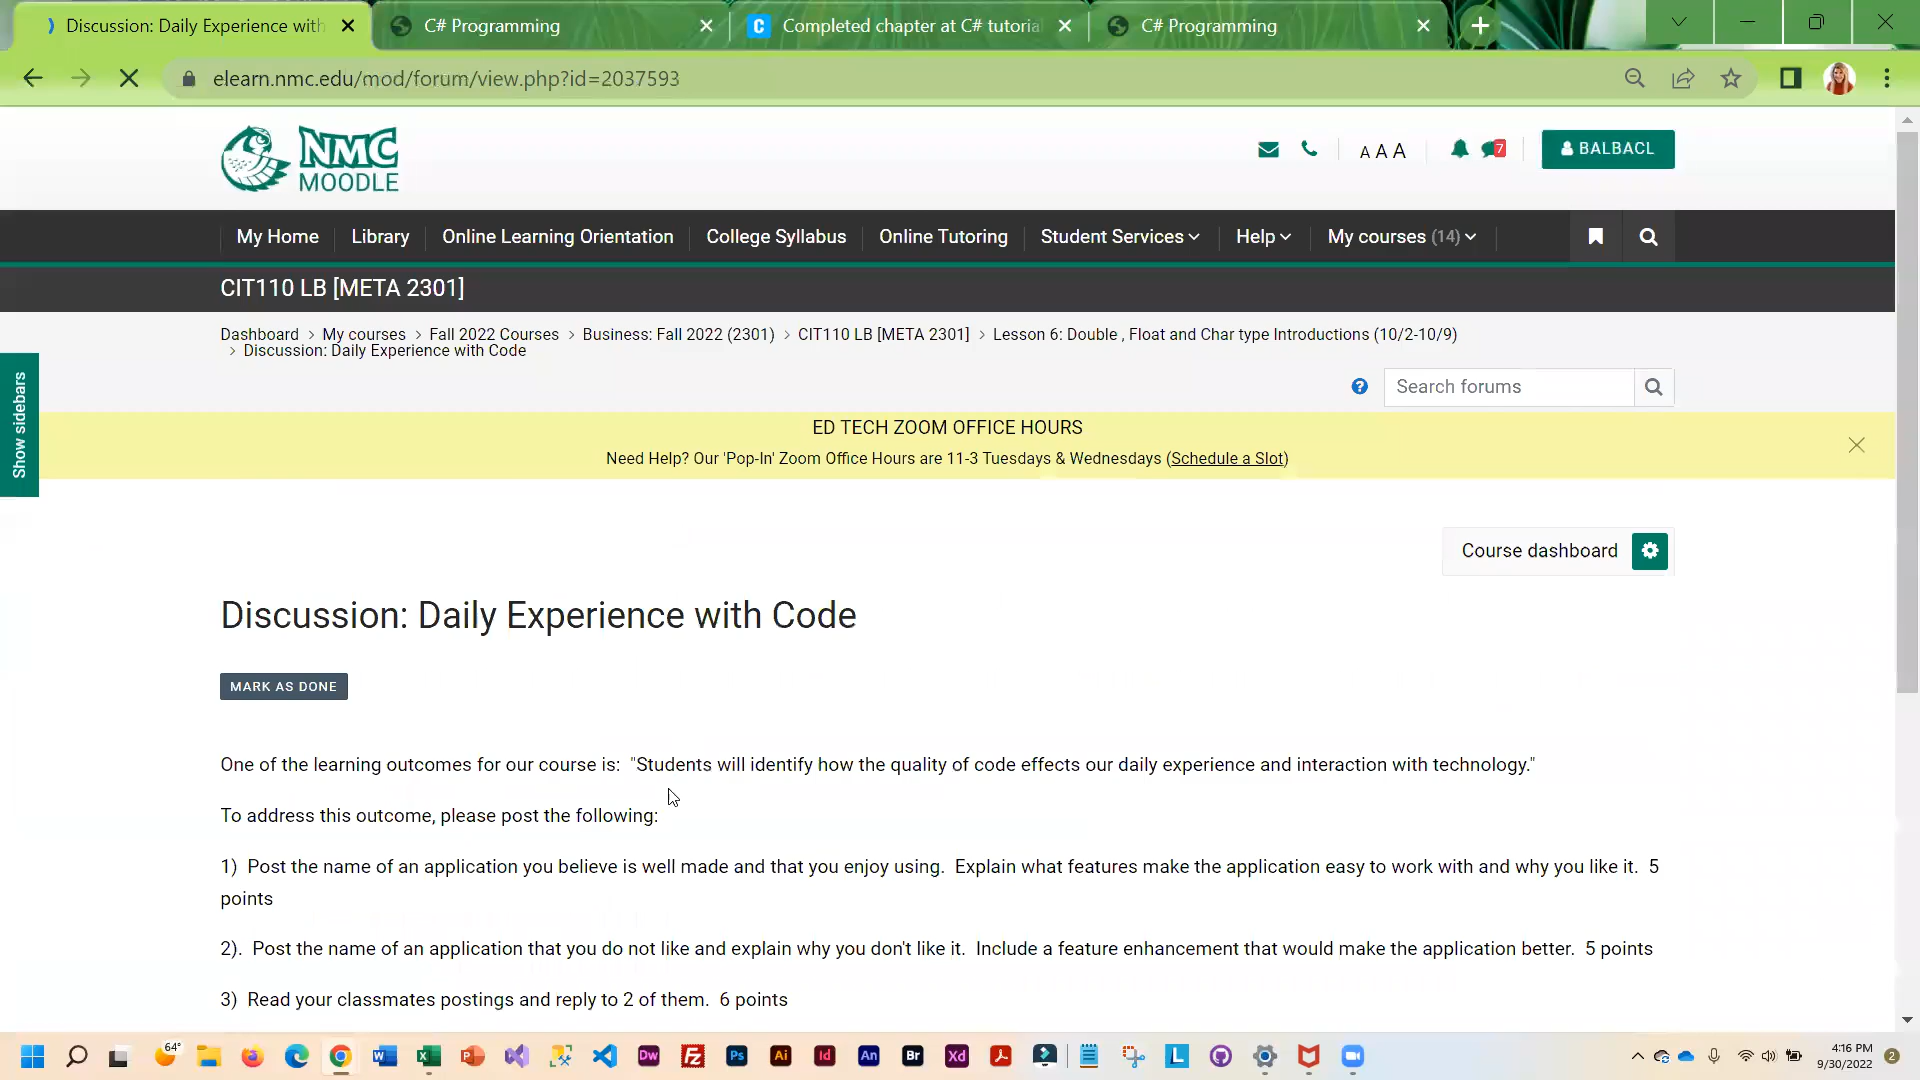 Discussion: Daily Experience with
C# Programming
Completed chapter at C# tutoria
C# Programming
elearn.nmc.edu/mod/forum/view.php?id=2037593
NMC
MOODLE
A A A
7
BALBACL
My Home
Library
Online Learning Orientation
College Syllabus
Online Tutoring
Student Services
Help
My courses (14)
CIT110 LB [META 2301]
Dashboard > My courses > Fall 2022 Courses > Business: Fall 2022 (2301) > CIT110 LB [META 2301] > Lesson 6: Double , Float and Char type Introductions (10/2-10/9)
> Discussion: Daily Experience with Code
Show sidebars
Search forums
ED TECH ZOOM OFFICE HOURS
Need Help? Our 'Pop-In' Zoom Office Hours are 11-3 Tuesdays & Wednesdays (Schedule a Slot)
Course dashboard
Discussion: Daily Experience with Code
MARK AS DONE
One of the learning outcomes for our course is:  "Students will identify how the quality of code effects our daily experience and interaction with technology."
To address this outcome, please post the following:
1)  Post the name of an application you believe is well made and that you enjoy using.  Explain what features make the application easy to work with and why you like it.  5
points
2).  Post the name of an application that you do not like and explain why you don't like it.  Include a feature enhancement that would make the application better.  5 points
3)  Read your classmates postings and reply to 2 of them.  6 points
64°
Dw
Fz
Ps
Ai
Id
An
Br
Xd
L
4:16 PM
9/30/2022
2